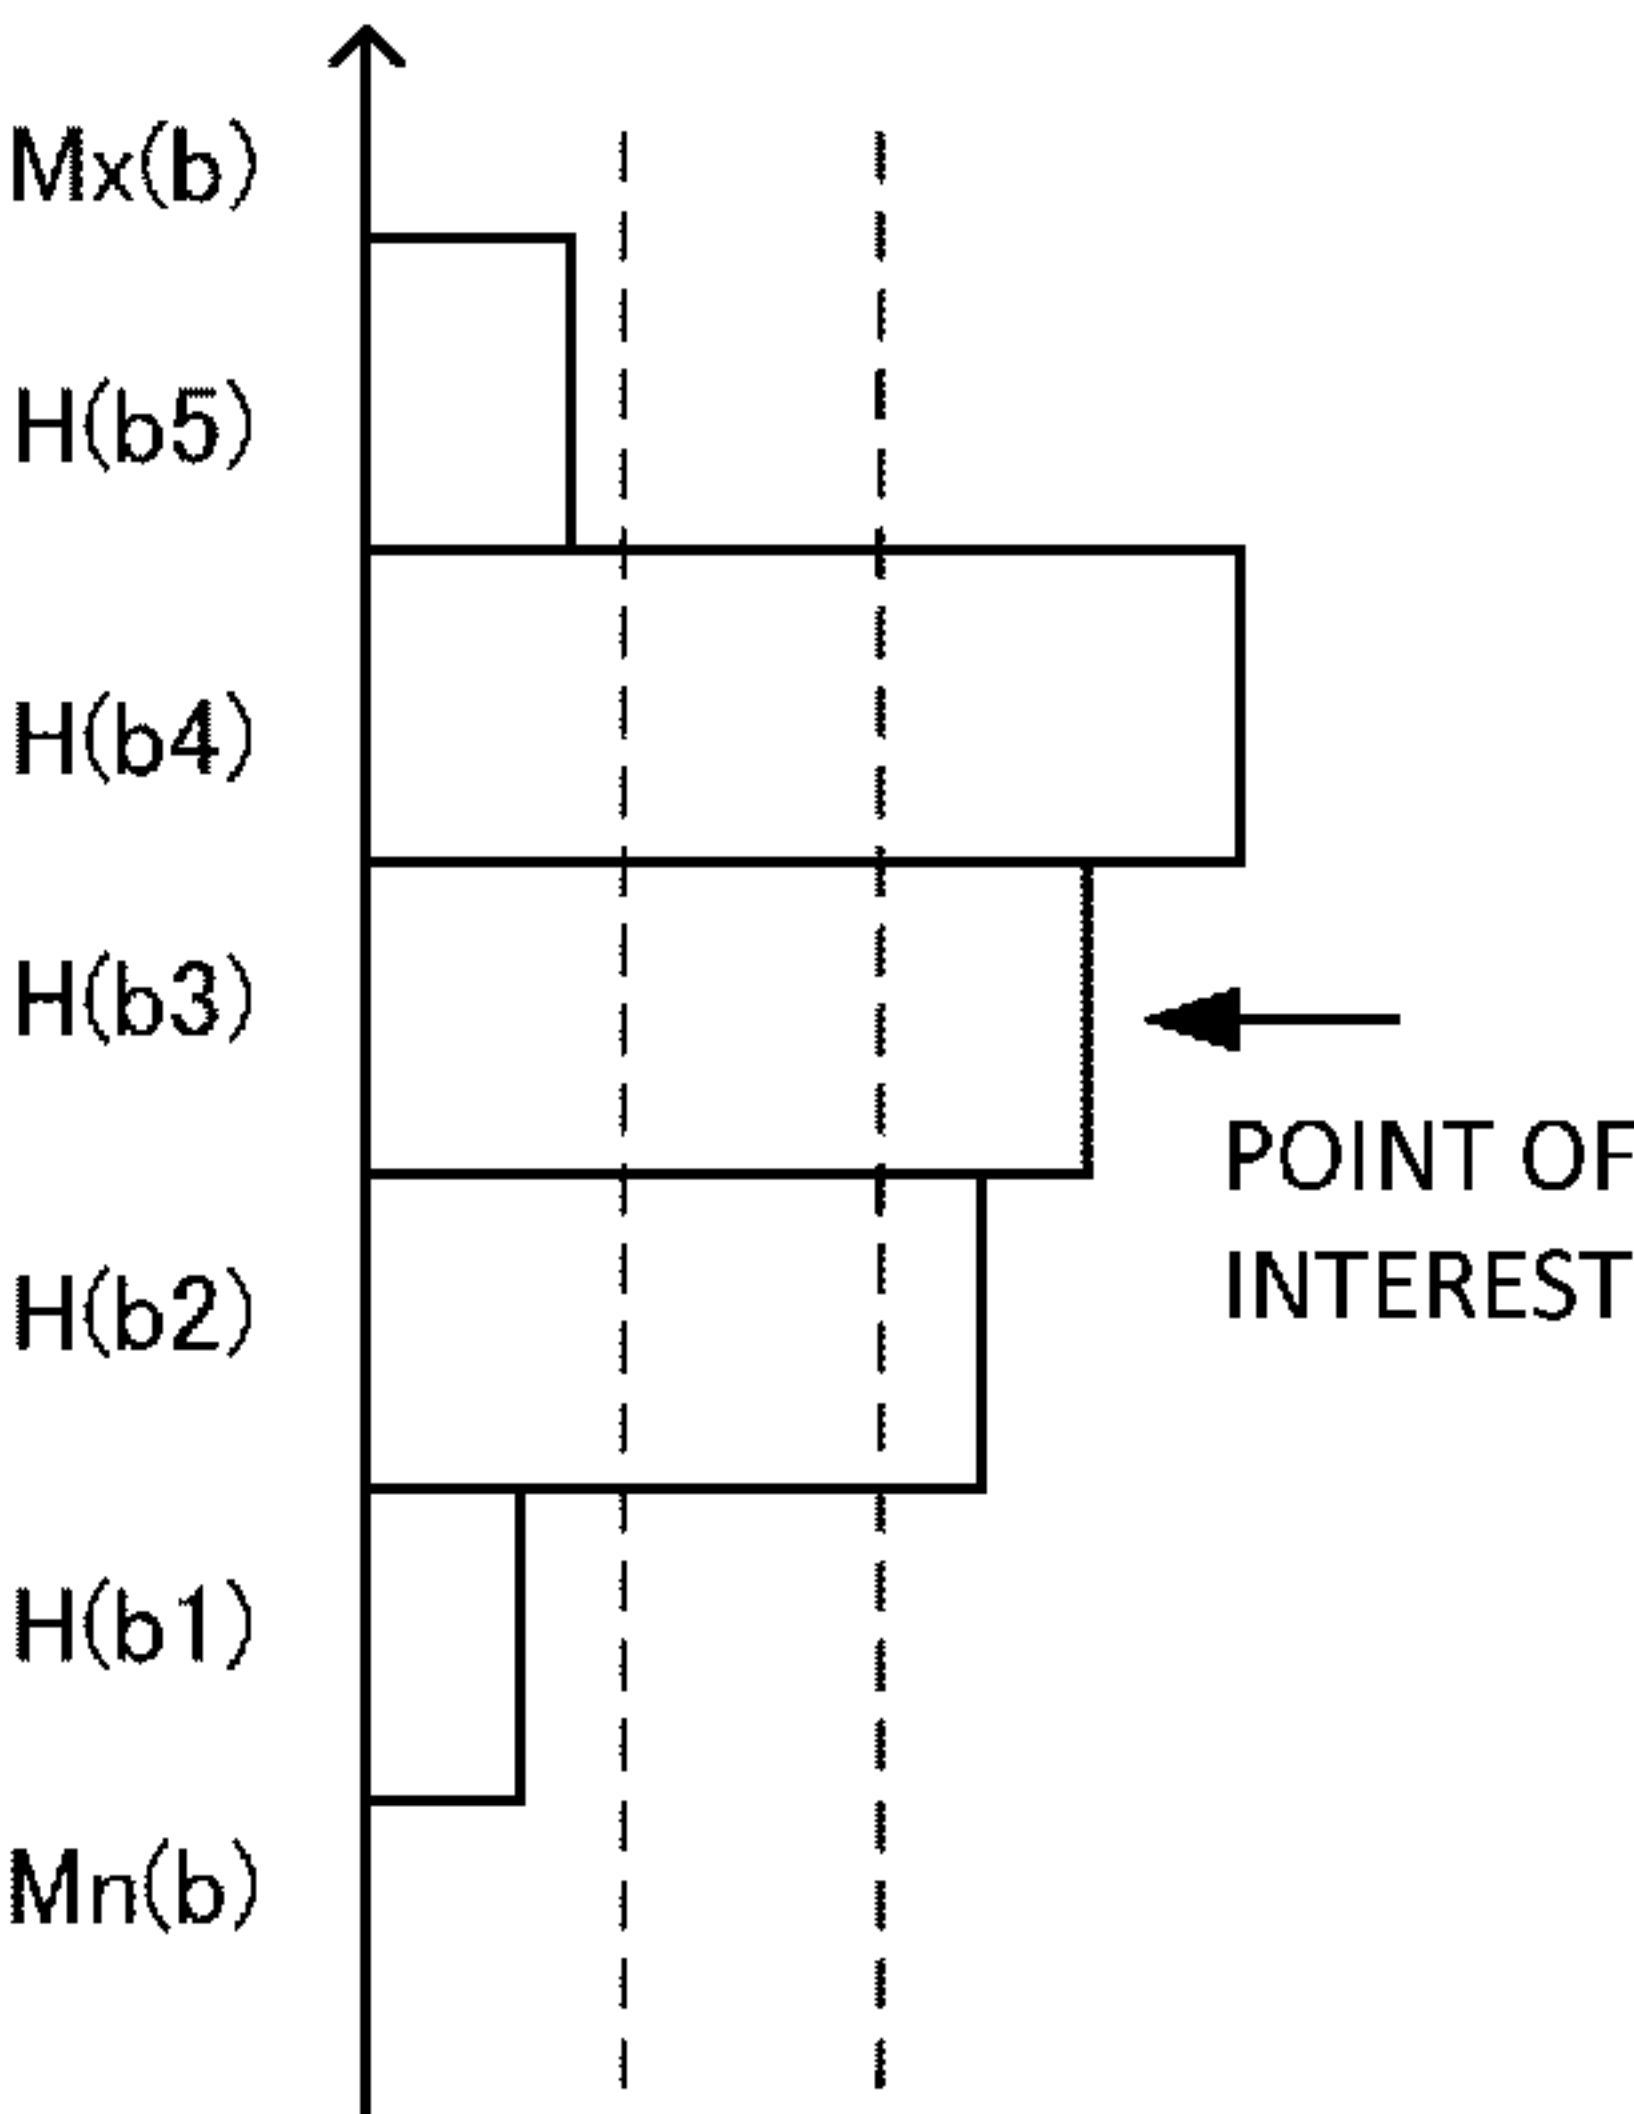 Mx(b)
H(b5)
H(b4)
H(b3)
POINT OF
INTEREST
H(b2)
H(b1)
Mn(b)